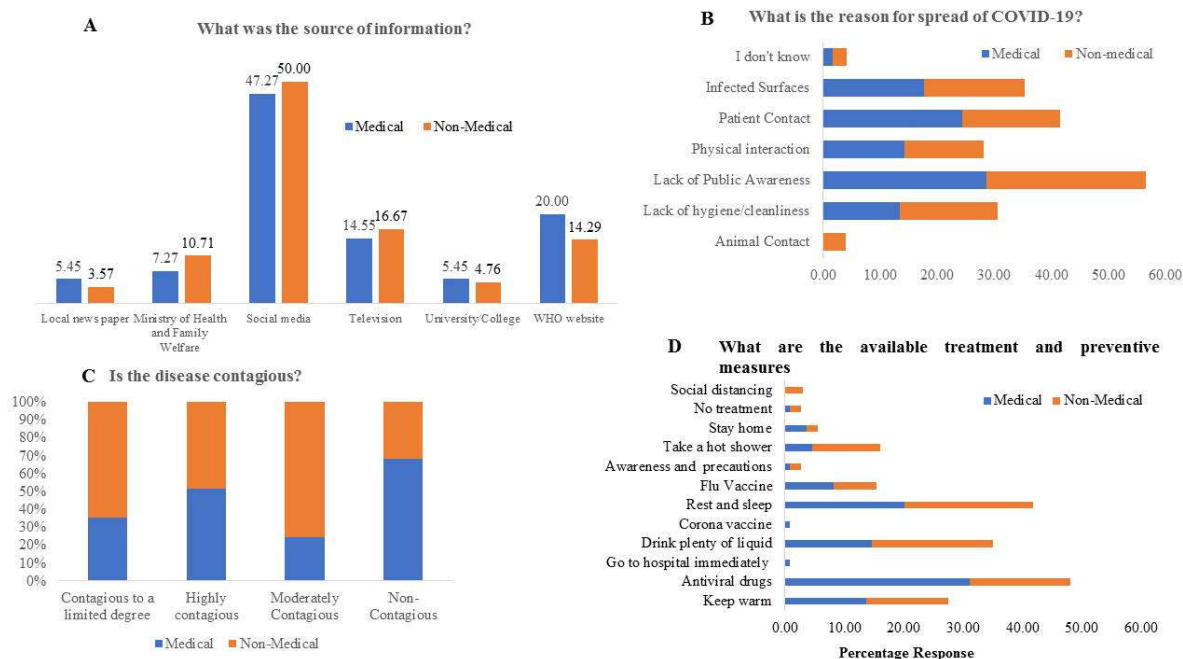 A
What was the source of information?
47.27
50.00
Medical
Non-Medical
20.00
14.55
16.67
14.29
10.71
7.27
5.45
3.57
5.45
4.76
Local news paper
Ministry of Health
and Family
Welfare
Social media
Television
University/College
WHO website
B
What is the reason for spread of COVID-19?
I don't know
Medical
Non-medical
Infected Surfaces
Patient Contact
Physical interaction
Lack of Public Awareness
Lack of hygiene/cleanliness
Animal Contact
0.00 10.00 20.00 30.00 40.00 50.00 60.00
C Is the disease contagious?
100%
90%
80%
70%
60%
50%
40%
30%
20%
10%
0%
Contagious to a
limited degree
Highly
contagious
Moderately
Contagious
Non-
Contagious
Medical
Non-Medical
D What are the available treatment and preventive
measures
Social distancing
Medical
Non-Medical
No treatment
Stay home
Take a hot shower
Awareness and precautions
Flu Vaccine
Rest and sleep
Corona vaccine
Drink plenty of liquid
Go to hospital immediately
Antiviral drugs
Keep warm
0.00 10.00 20.00 30.00 40.00 50.00 60.00
Percentage Response